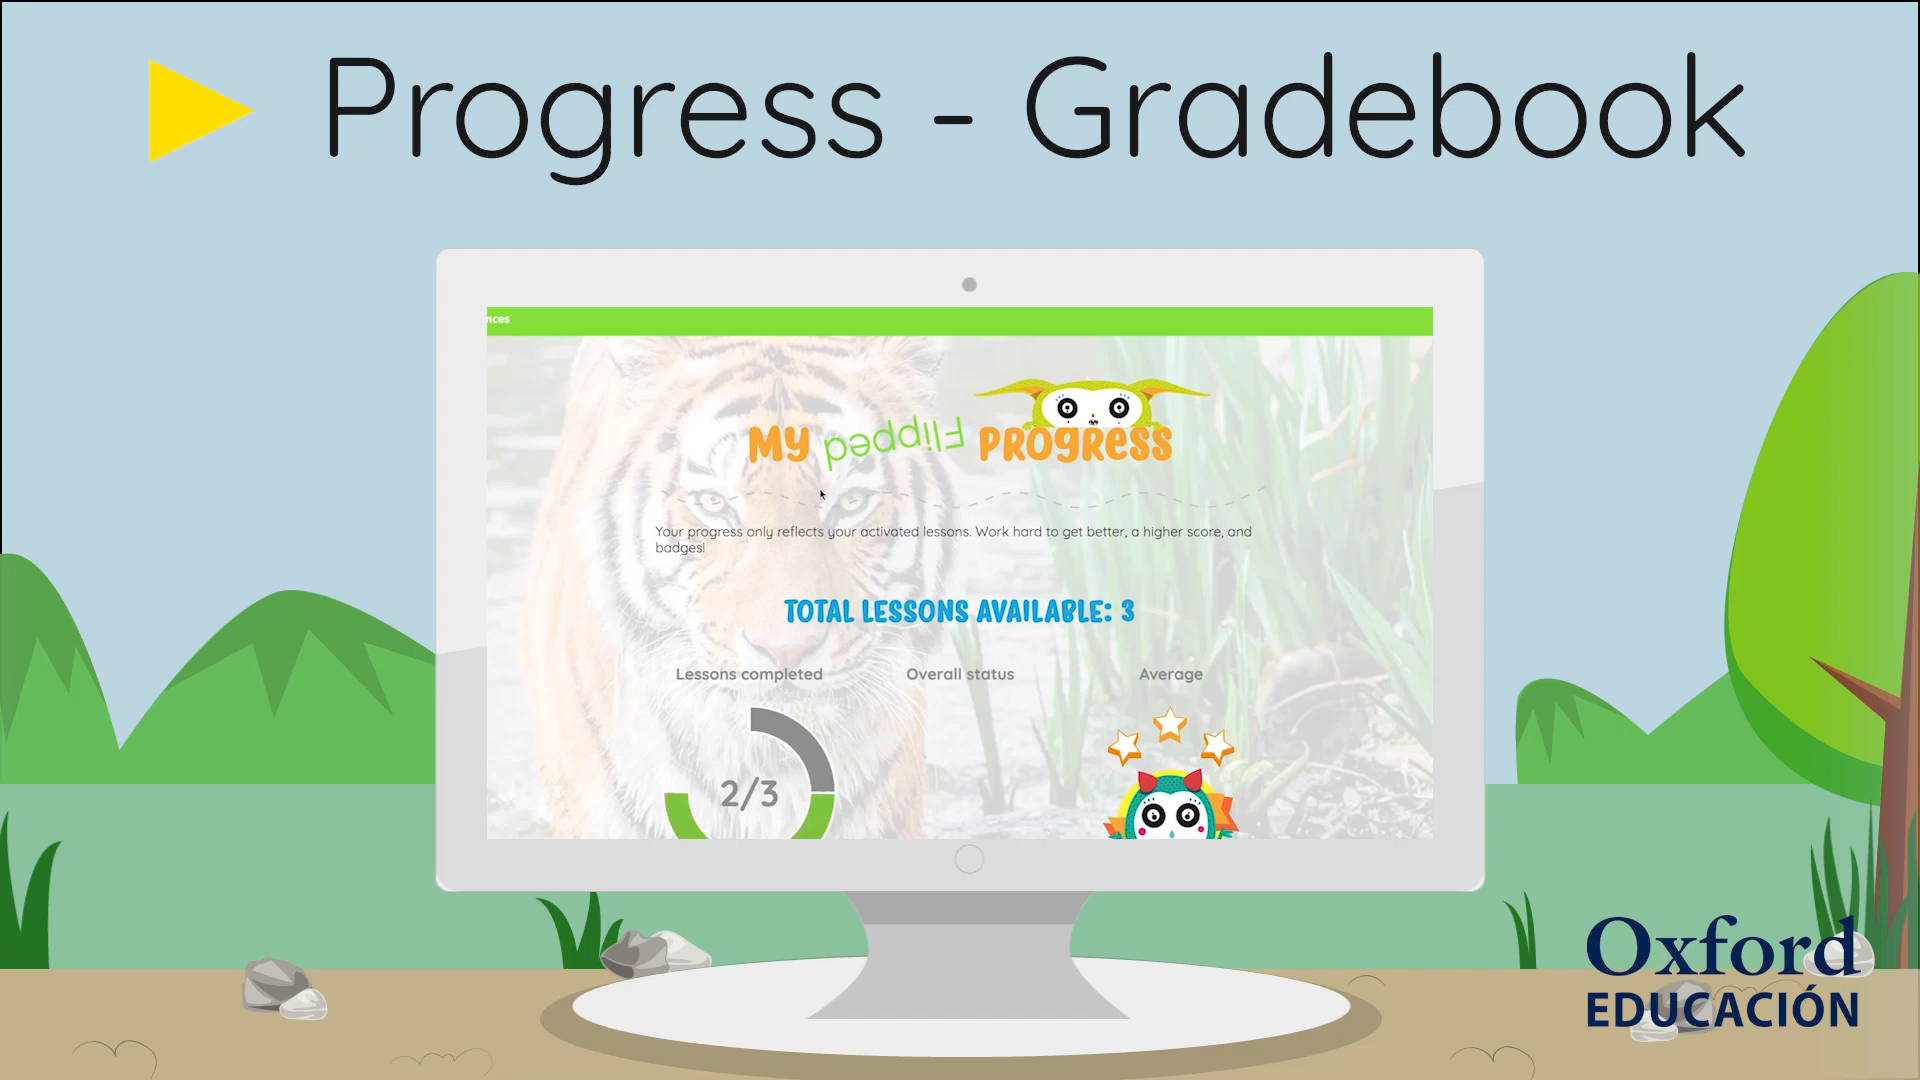 Progress - Gradebook
nces
My Flipped Progress
Your progress only reflects your activated lessons. Work hard to get better, a higher score, and
badges!
TOTAL LESSONS AVAILABLE: 3
Lessons completed Overall status Average
2/3
Oxford
EDUCACIÓN